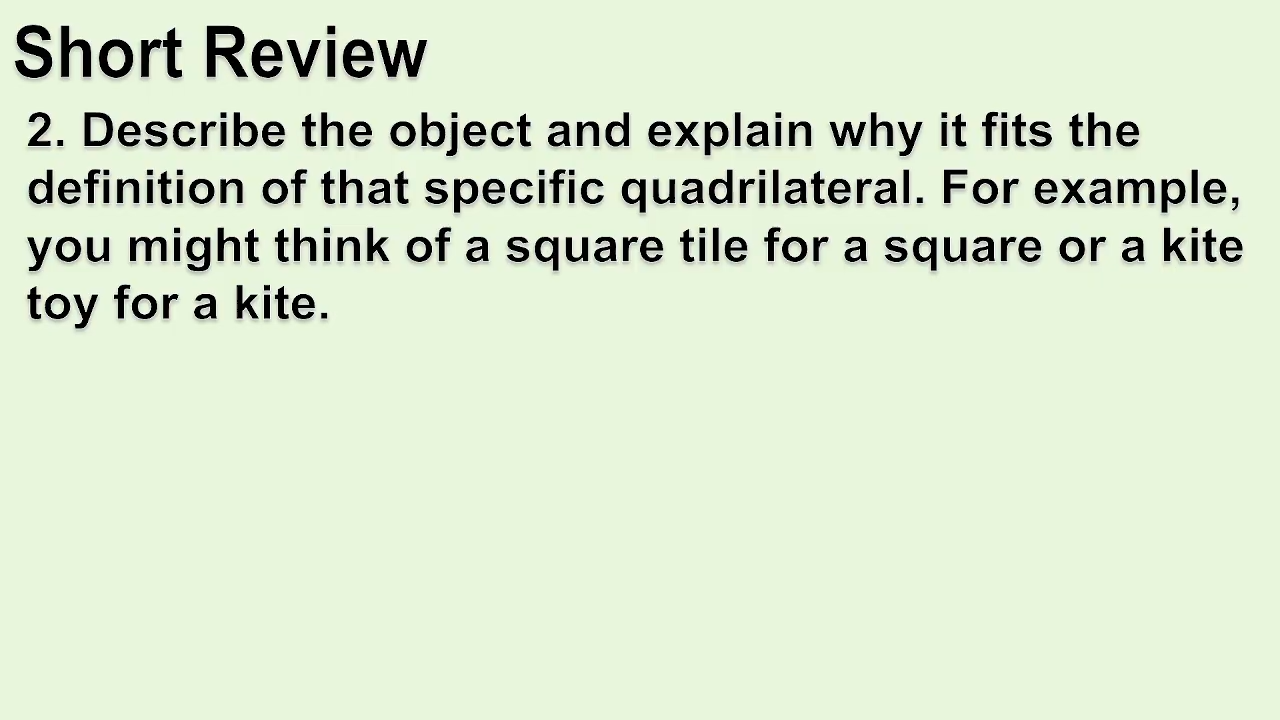 Short Review
2. Describe the object and explain why it fits the
definition of that specific quadrilateral. For example,
you might think of a square tile for a square or a kite
toy for a kite.